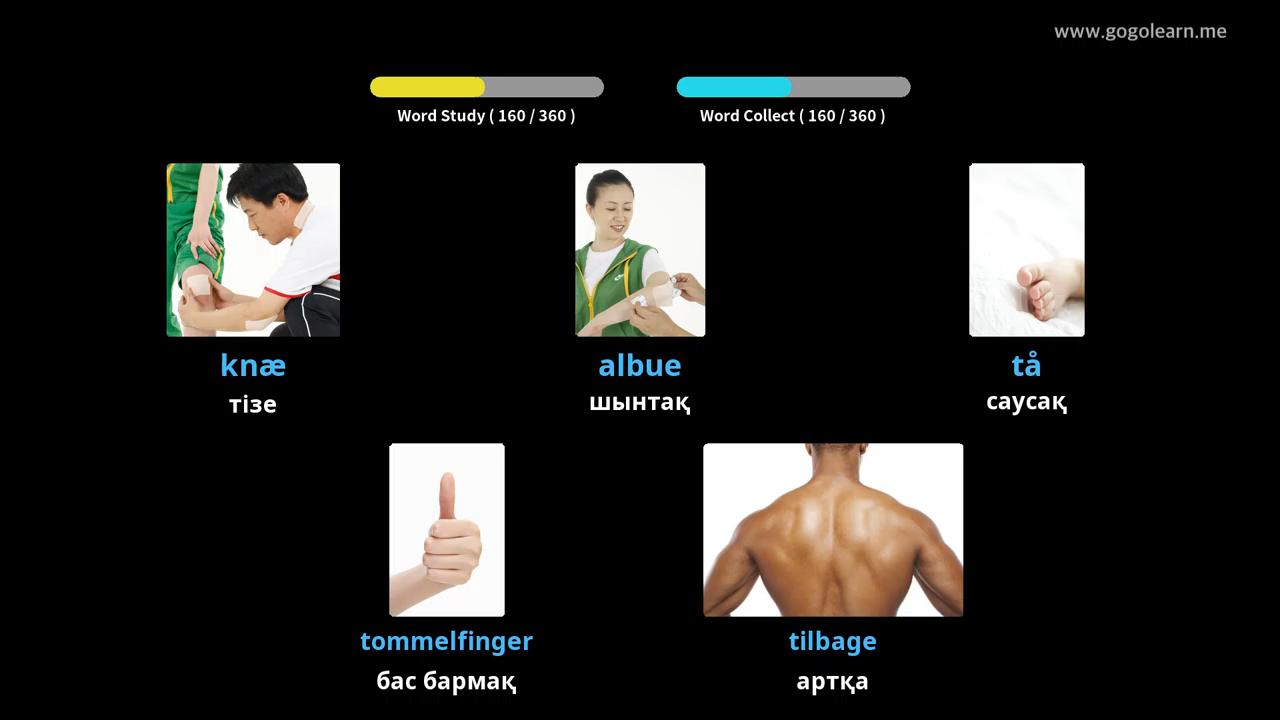 www.gogolearn.me
Word Study ( 160 / 360 )
Word Collect ( 160 / 360 )
knæ
albue
tå
тізе
шынтақ
саусақ
tommelfinger
tilbage
бас бармақ
артқа